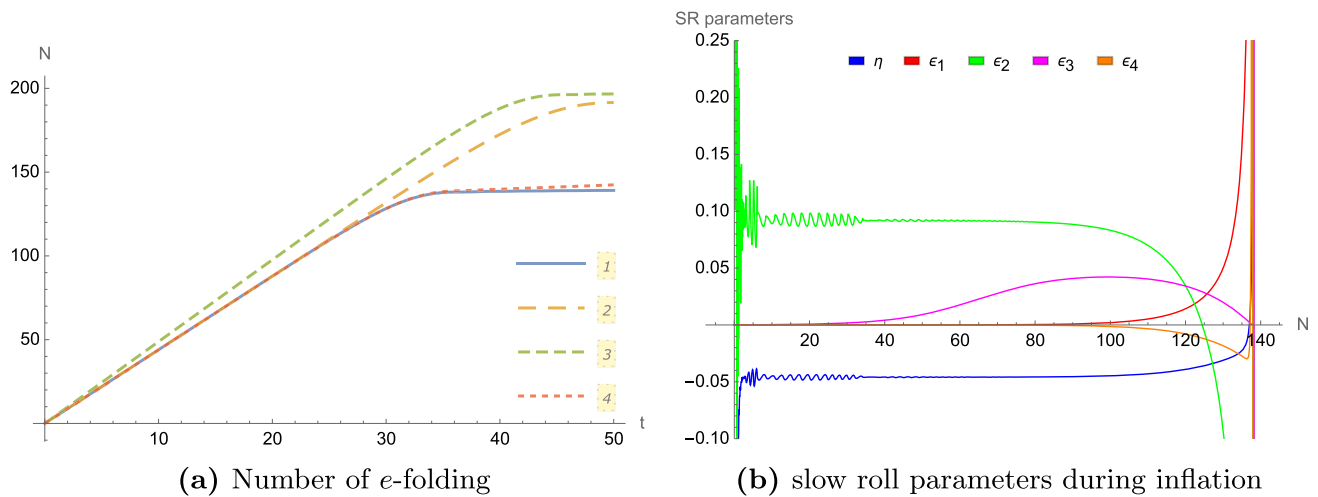 N
200
150
100
50
10
20
30
40
50
t
1
2
3
4
(a) Number of e-folding
SR parameters
0.25
0.20
0.15
0.10
0.05
−0.05
−0.10
20
40
60
80
100
120
140
N
η
ϵ1
ϵ2
ϵ3
ϵ4
(b) slow roll parameters during inflation